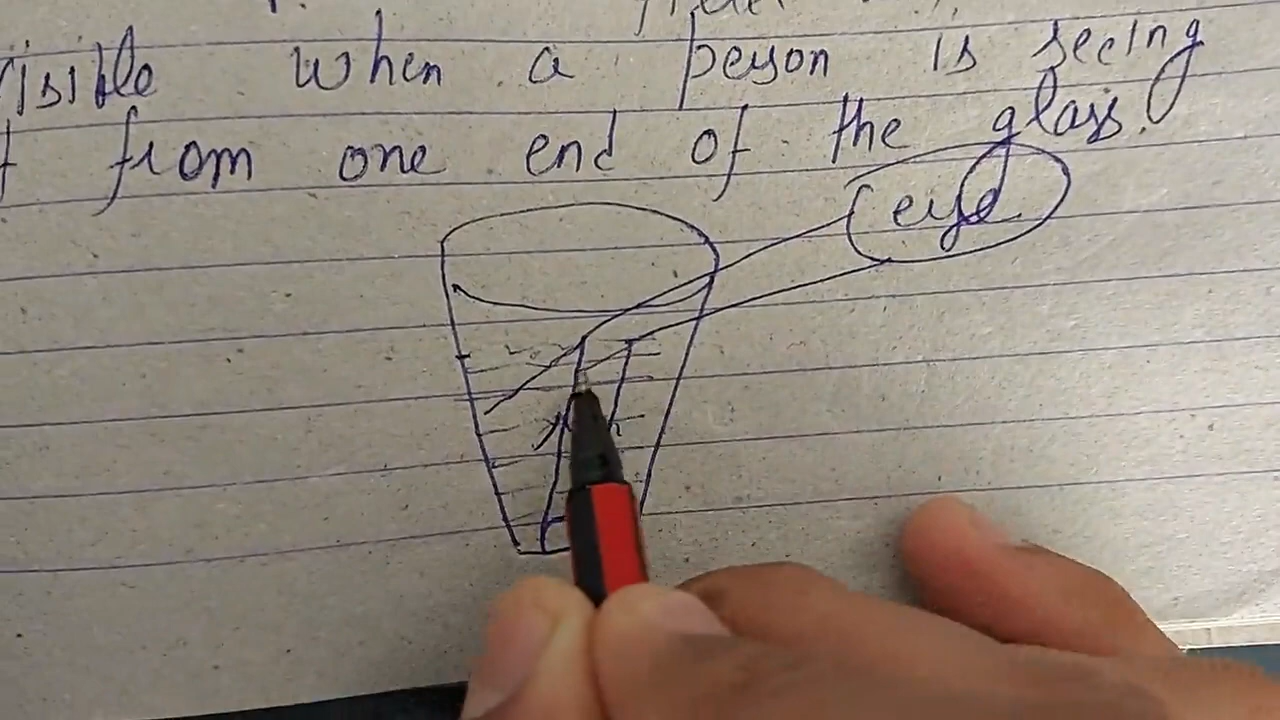 visible when a person is seeing
from one end of the glass.
eye